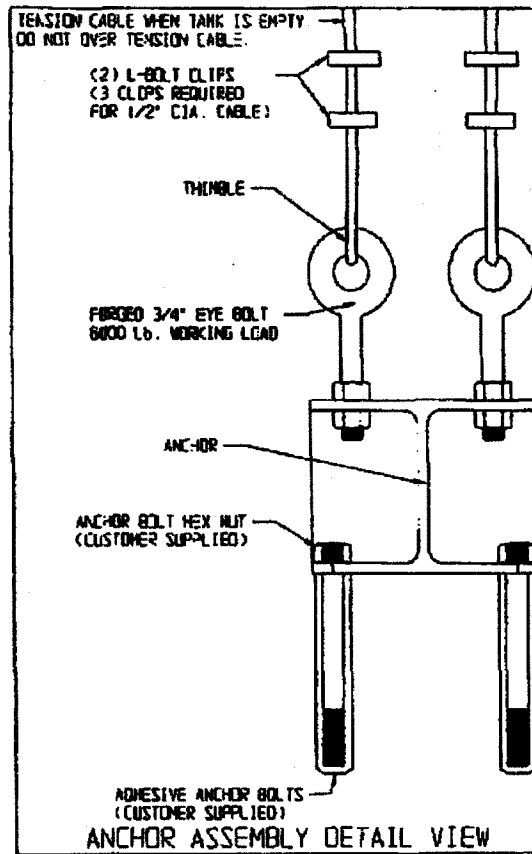 TENSION CABLE WHEN TANK IS EMPTY
DO NOT OVER TENSION CABLE.
(2) L-BOLT CLIPS
(3 CLIPS REQUIRED
FOR 1/2" DIA. CABLE)
THIMBLE
FORGED 3/4" EYE BOLT
6000 Lb. WORKING LOAD
ANCHOR
ANCHOR BOLT HEX NUT
(CUSTOMER SUPPLIED)
ADHESIVE ANCHOR BOLTS
(CUSTOMER SUPPLIED)
ANCHOR ASSEMBLY DETAIL VIEW